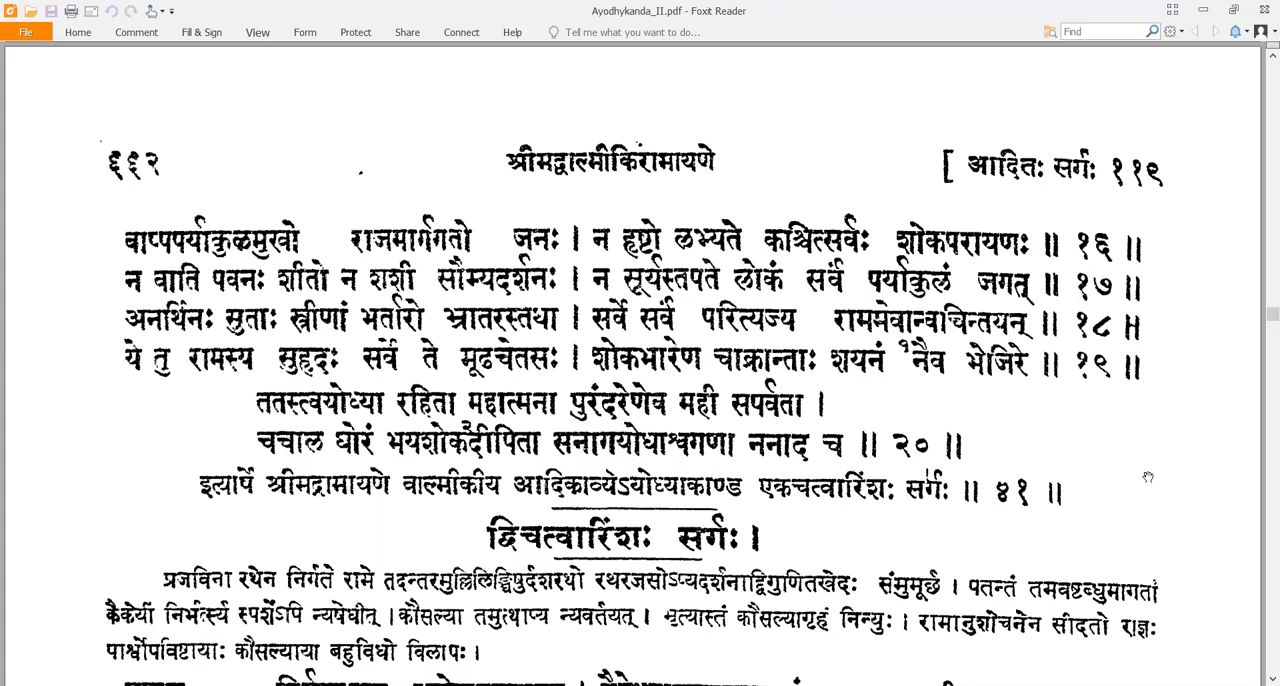 Ayodhykanda_II.pdf - Foxit Reader
File Home Comment Fill & Sign View Form Protect Share Connect Help Tell me what you want to do... Find
६६२ श्रीमद्वाल्मीकिरामायणे [ आदितः सर्गः ११९
बाष्पपर्याकुळमुखो राजमार्गगतो जनः । न हृष्टो लभ्यते कश्चित्सर्वः शोकपरायणः ॥ १६ ॥
न वाति पवनः शीतो न शशी सौम्यदर्शनः । न सूर्यस्तपते लोकं सर्वं पर्याकुलं जगत् ॥ १७ ॥
अनर्थिनः सुताः स्त्रीणां भर्तारो भ्रातरस्तथा । सर्वे सर्वं परित्यज्य राममेवान्वचिन्तयन् ॥ १८ ॥
ये तु रामस्य सुहृदः सर्वे ते मूढचेतसः । शोकभारेण चाक्रान्ताः शयनं १नैव भेजिरे ॥ १९ ॥
ततस्त्वयोध्या रहिता महात्मना पुरंदरेणेव मही सपर्वता ।
चचाल घोरं भयशोक२दीपिता सनागयोधाश्वगणा ननाद च ॥ २० ॥
इत्यार्षे श्रीमद्रामायणे वाल्मीकीय आदिकाव्येऽयोध्याकाण्ड एकचत्वारिंशः सर्गः ॥ ४१ ॥
द्विचत्वारिंशः सर्गः ।
प्रजविना रथेन निर्गते रामे तदन्तरमुल्लिलिङ्घिषुर्दशरथो रथरजसोऽप्यदर्शनाद्द्विगुणितखेदः संमुमूर्छ । पतन्तं तमवष्टब्धुमागतां
कैकेयीं निर्भर्त्स्य स्पर्शेऽपि न्यषेधीत् । कौसल्या तमुत्थाप्य न्यवर्तयत् । भृत्यास्तं कौसल्यागृहं निन्युः । रामानुशोचनेन सीदतो राज्ञः
पार्श्वोपविष्टायाः कौसल्याया बहुविधो विलापः ।